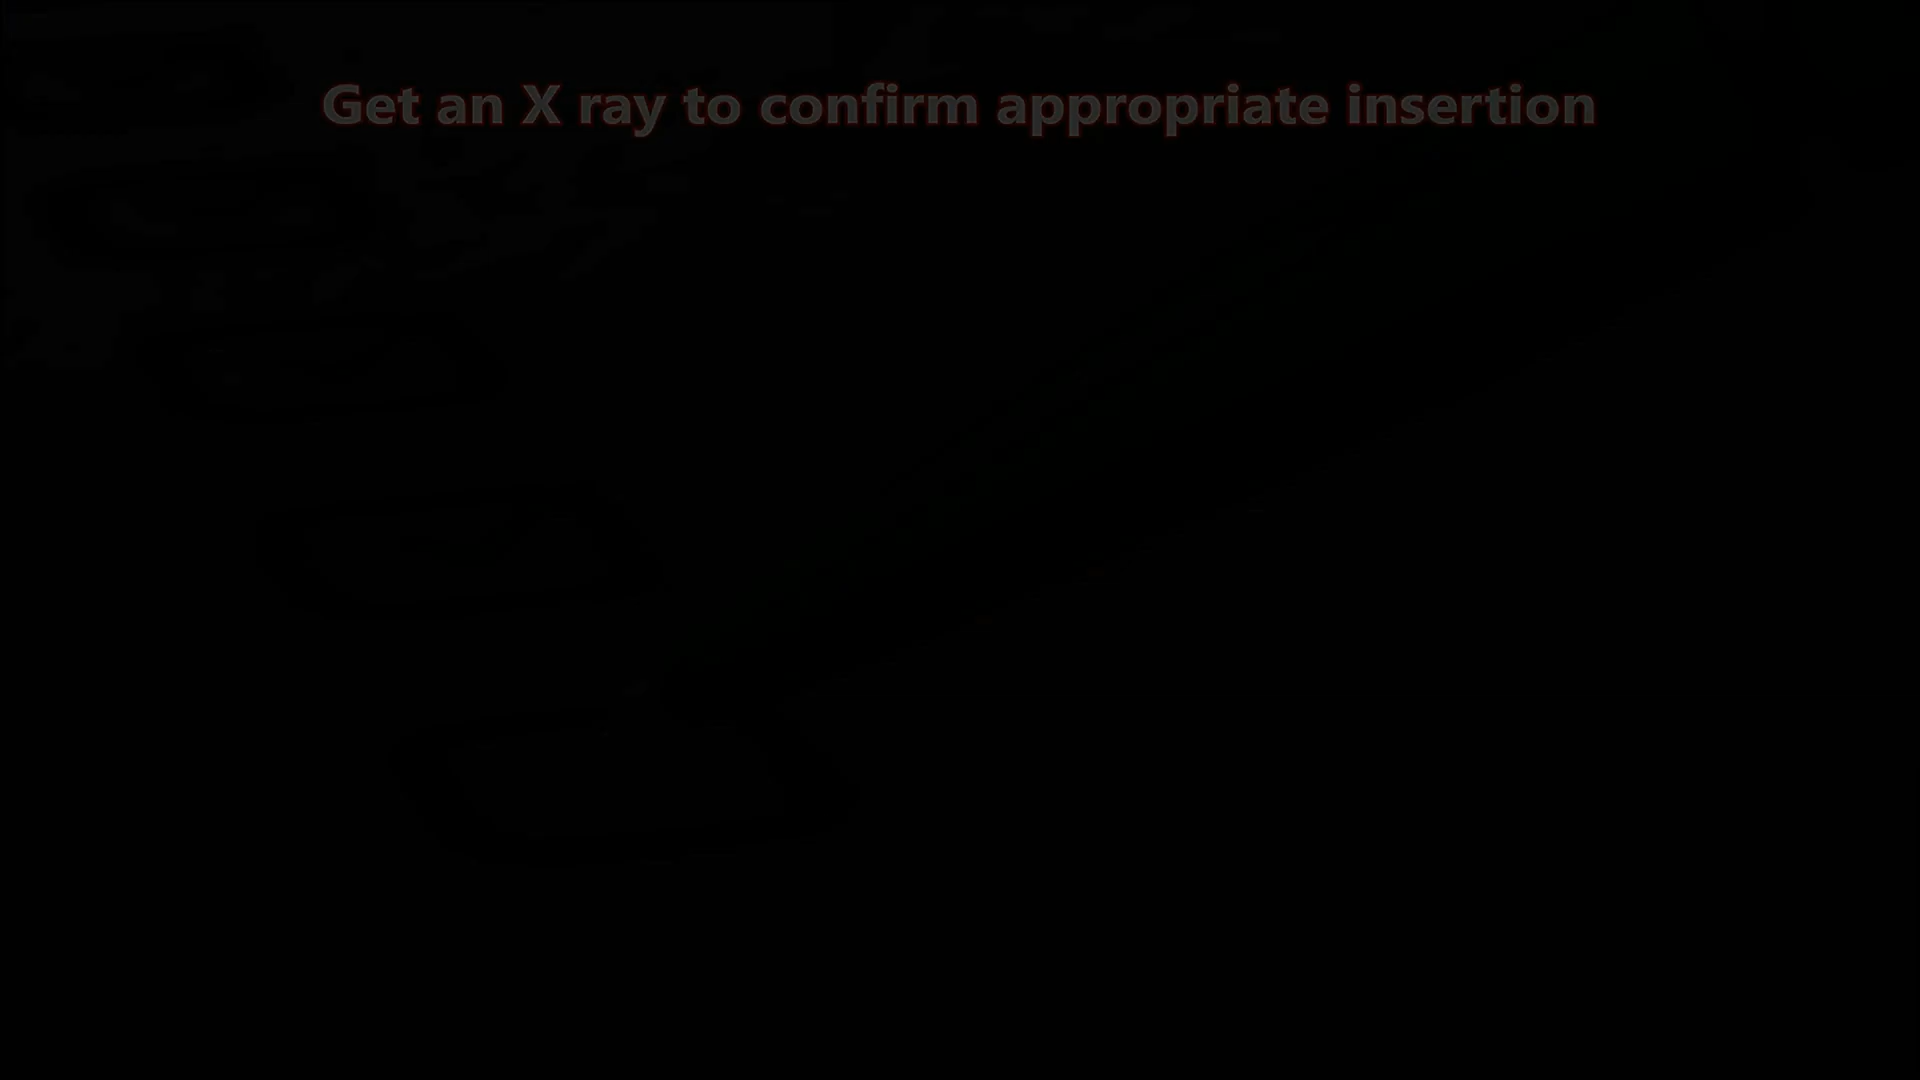 Get an X ray to confirm appropriate insertion